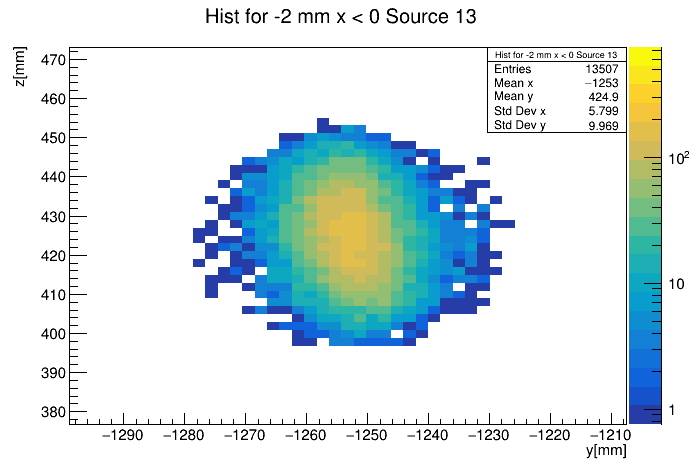 Hist for -2 mm x < 0 Source 13
z[mm]
Hist for -2 mm x < 0 Source 13
Entries 13507
Mean x −1253
Mean y 424.9
Std Dev x 5.799
Std Dev y 9.969
470
460
450
440
430
420
410
400
390
380
10²
10
1
−1290 −1280 −1270 −1260 −1250 −1240 −1230 −1220 −1210
y[mm]